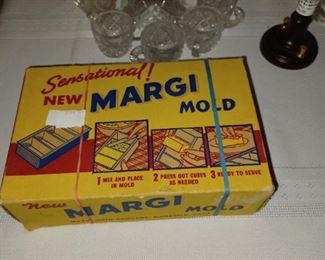 Sensational!
NEW MARGI
MOLD
1 MIX AND PLACE
IN MOLD
2 PRESS OUT CUBES
AS NEEDED
3 READY TO SERVE
New MARGI MOLD